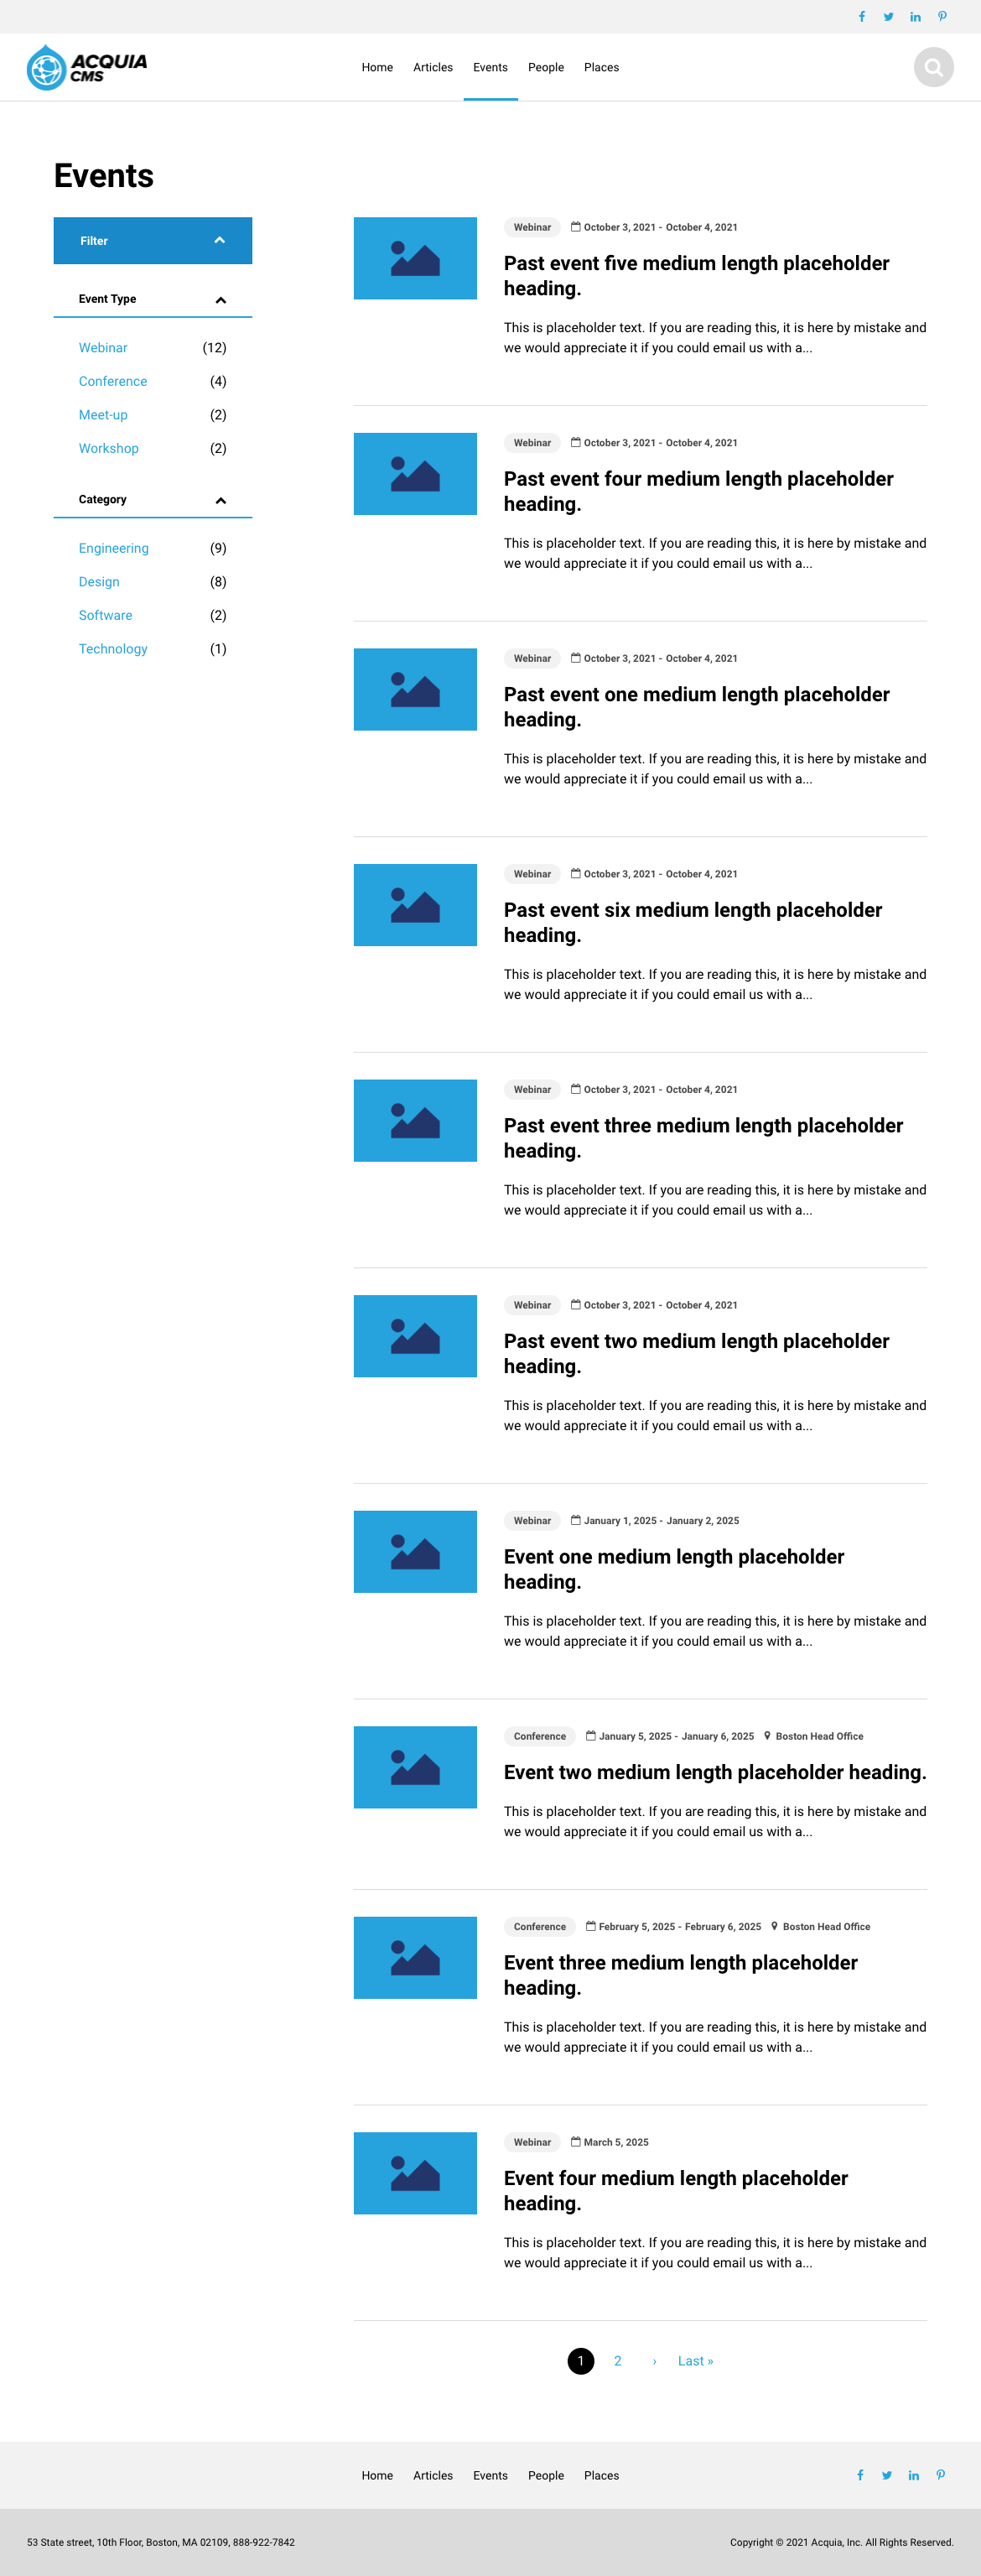 ACQUIA
CMS
Home Articles Events People Places
Events
Filter
Event Type
Webinar (12)
Conference (4)
Meet-up (2)
Workshop (2)
Category
Engineering (9)
Design (8)
Software (2)
Technology (1)
Webinar October 3, 2021 - October 4, 2021
Past event five medium length placeholder
heading.
This is placeholder text. If you are reading this, it is here by mistake and
we would appreciate it if you could email us with a...
Webinar October 3, 2021 - October 4, 2021
Past event four medium length placeholder
heading.
This is placeholder text. If you are reading this, it is here by mistake and
we would appreciate it if you could email us with a...
Webinar October 3, 2021 - October 4, 2021
Past event one medium length placeholder
heading.
This is placeholder text. If you are reading this, it is here by mistake and
we would appreciate it if you could email us with a...
Webinar October 3, 2021 - October 4, 2021
Past event six medium length placeholder
heading.
This is placeholder text. If you are reading this, it is here by mistake and
we would appreciate it if you could email us with a...
Webinar October 3, 2021 - October 4, 2021
Past event three medium length placeholder
heading.
This is placeholder text. If you are reading this, it is here by mistake and
we would appreciate it if you could email us with a...
Webinar October 3, 2021 - October 4, 2021
Past event two medium length placeholder
heading.
This is placeholder text. If you are reading this, it is here by mistake and
we would appreciate it if you could email us with a...
Webinar January 1, 2025 - January 2, 2025
Event one medium length placeholder
heading.
This is placeholder text. If you are reading this, it is here by mistake and
we would appreciate it if you could email us with a...
Conference January 5, 2025 - January 6, 2025 Boston Head Office
Event two medium length placeholder heading.
This is placeholder text. If you are reading this, it is here by mistake and
we would appreciate it if you could email us with a...
Conference February 5, 2025 - February 6, 2025 Boston Head Office
Event three medium length placeholder
heading.
This is placeholder text. If you are reading this, it is here by mistake and
we would appreciate it if you could email us with a...
Webinar March 5, 2025
Event four medium length placeholder
heading.
This is placeholder text. If you are reading this, it is here by mistake and
we would appreciate it if you could email us with a...
1 2 › Last »
Home Articles Events People Places
53 State street, 10th Floor, Boston, MA 02109, 888-922-7842
Copyright © 2021 Acquia, Inc. All Rights Reserved.